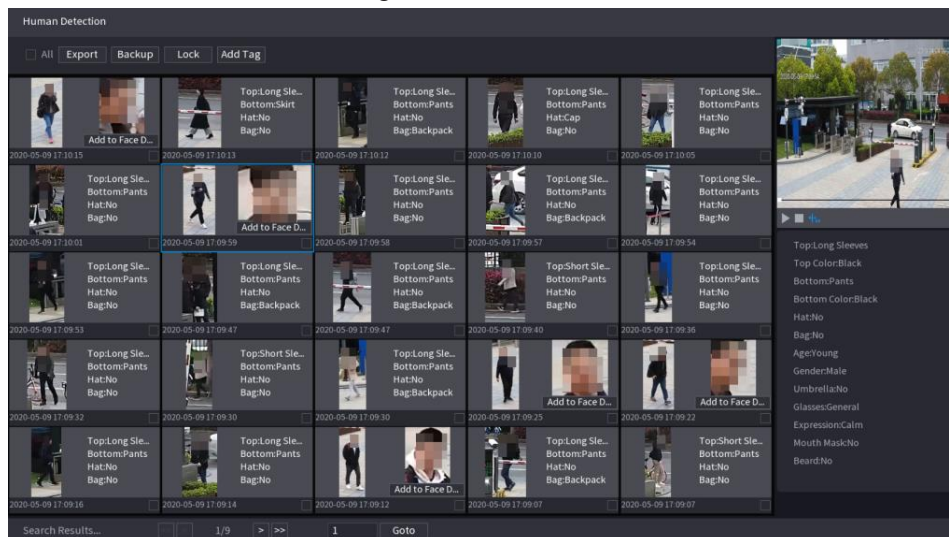 Human Detection
All Export Backup Lock Add Tag
Add to Face D...
2020-05-09 17:10:15
Top:Long Sle...
Bottom:Skirt
Hat:No
Bag:No
2020-05-09 17:10:13
Top:Long Sle...
Bottom:Pants
Hat:No
Bag:Backpack
2020-05-09 17:10:12
Top:Long Sle...
Bottom:Pants
Hat:Cap
Bag:No
2020-05-09 17:10:10
Top:Long Sle...
Bottom:Pants
Hat:No
Bag:No
2020-05-09 17:10:05
Top:Long Sle...
Bottom:Pants
Hat:No
Bag:No
2020-05-09 17:10:01
Add to Face D...
2020-05-09 17:09:59
Top:Long Sle...
Bottom:Pants
Hat:No
Bag:No
2020-05-09 17:09:58
Top:Long Sle...
Bottom:Pants
Hat:No
Bag:Backpack
2020-05-09 17:09:57
Top:Long Sle...
Bottom:Pants
Hat:No
Bag:No
2020-05-09 17:09:54
Top:Long Sle...
Bottom:Pants
Hat:No
Bag:No
2020-05-09 17:09:53
Top:Long Sle...
Bottom:Pants
Hat:No
Bag:Backpack
2020-05-09 17:09:47
Top:Long Sle...
Bottom:Pants
Hat:No
Bag:Backpack
2020-05-09 17:09:47
Top:Short Sle...
Bottom:Pants
Hat:No
Bag:No
2020-05-09 17:09:40
Top:Long Sle...
Bottom:Pants
Hat:No
Bag:No
2020-05-09 17:09:36
Top:Long Sle...
Bottom:Pants
Hat:No
Bag:No
2020-05-09 17:09:32
Top:Short Sle...
Bottom:Pants
Hat:No
Bag:No
2020-05-09 17:09:30
Top:Long Sle...
Bottom:Pants
Hat:No
Bag:Backpack
2020-05-09 17:09:30
Add to Face D...
2020-05-09 17:09:25
Add to Face D...
2020-05-09 17:09:22
Top:Long Sle...
Bottom:Pants
Hat:No
Bag:No
2020-05-09 17:09:16
Top:Long Sle...
Bottom:Pants
Hat:No
Bag:No
2020-05-09 17:09:14
Add to Face D...
2020-05-09 17:09:12
Top:Long Sle...
Bottom:Pants
Hat:No
Bag:Backpack
2020-05-09 17:09:07
Top:Short Sle...
Bottom:Pants
Hat:No
Bag:No
2020-05-09 17:09:07
Top:Long Sleeves
Top Color:Black
Bottom:Pants
Bottom Color:Black
Hat:No
Bag:No
Age:Young
Gender:Male
Umbrella:No
Glasses:General
Expression:Calm
Mouth Mask:No
Beard:No
Search Results... 1/9 > >> 1 Goto